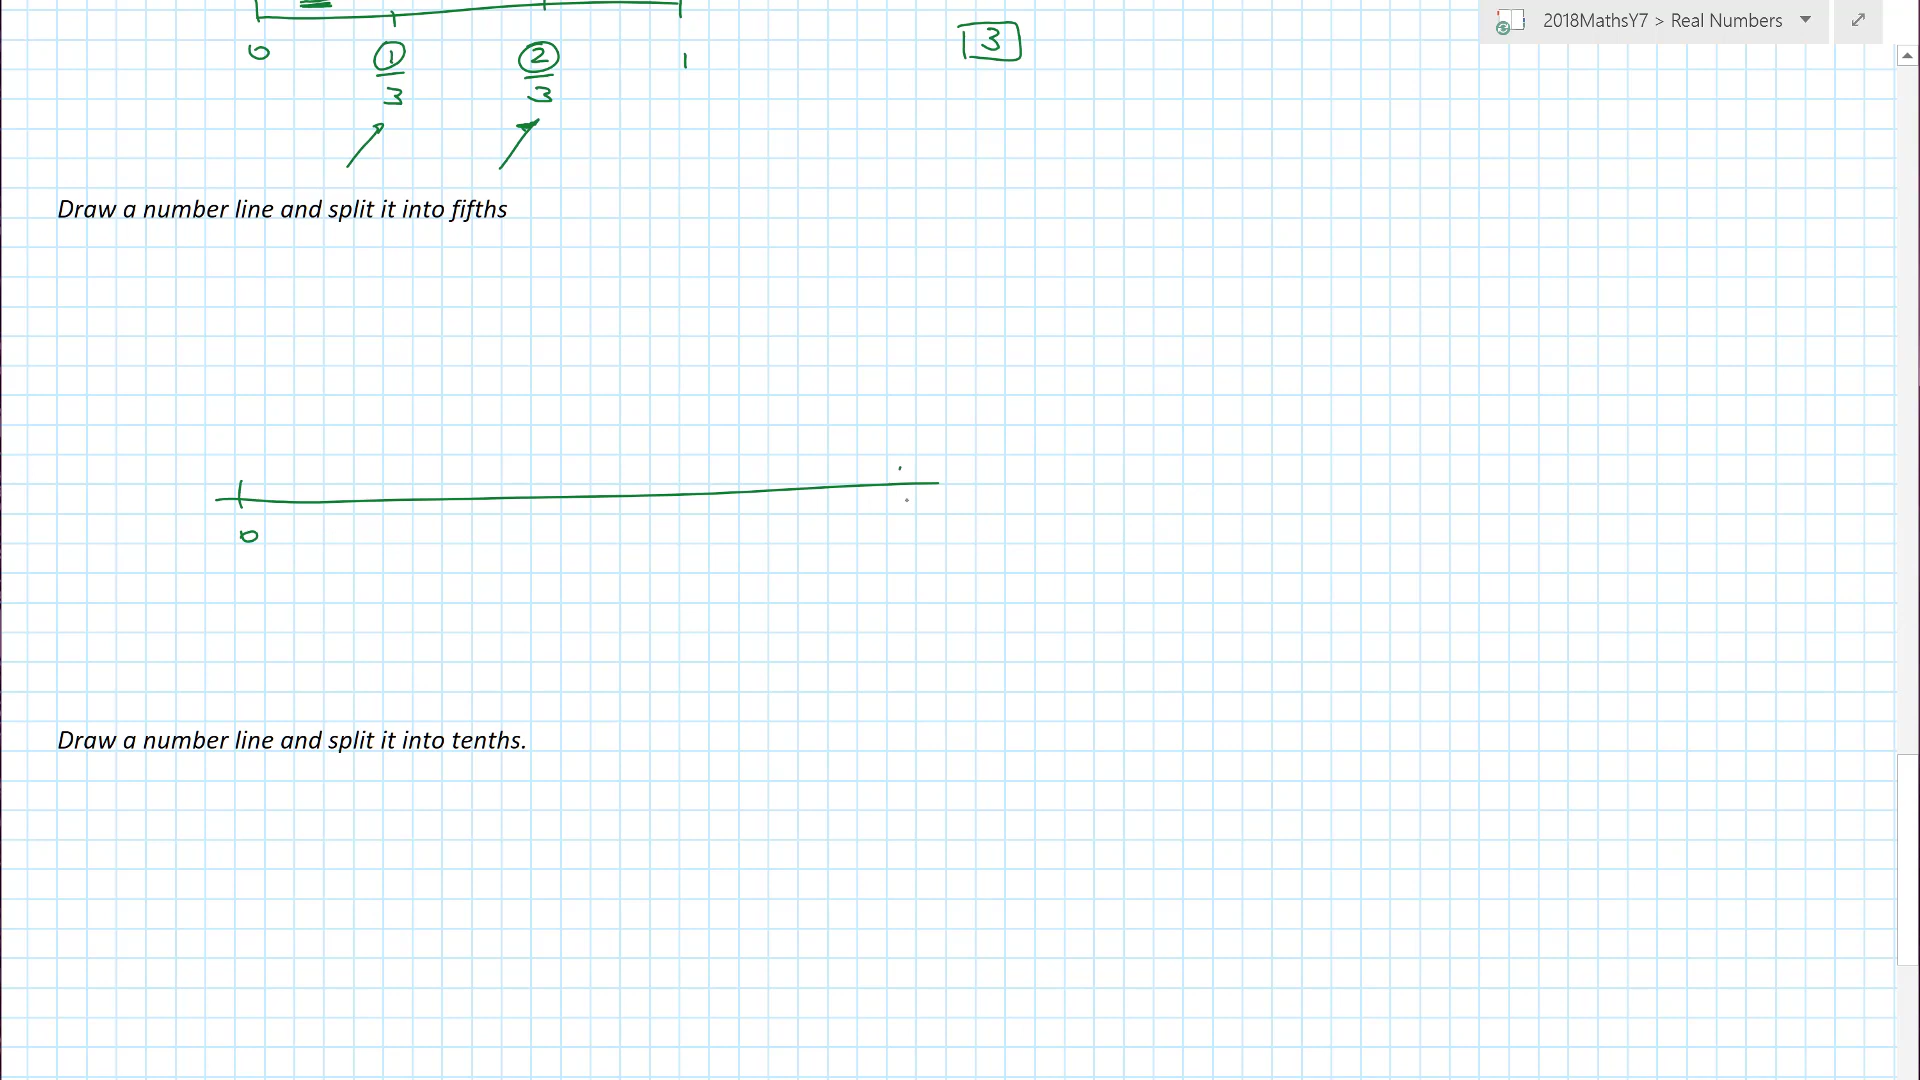 2018MathsY7 > Real Numbers
3
0 1/3 2/3 1
Draw a number line and split it into fifths
0
Draw a number line and split it into tenths.